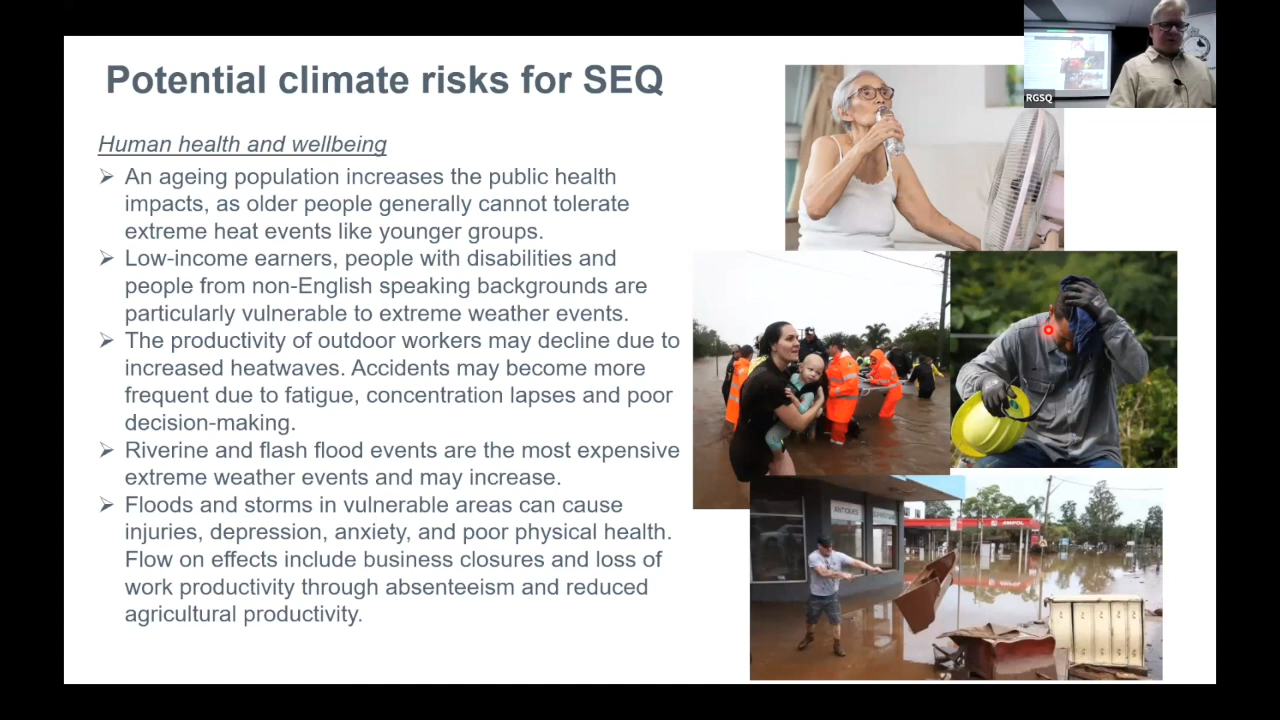 Potential climate risks for SEQ
RGSQ
Human health and wellbeing
An ageing population increases the public health
impacts, as older people generally cannot tolerate
extreme heat events like younger groups.
Low-income earners, people with disabilities and
people from non-English speaking backgrounds are
particularly vulnerable to extreme weather events.
The productivity of outdoor workers may decline due to
increased heatwaves. Accidents may become more
frequent due to fatigue, concentration lapses and poor
decision-making.
Riverine and flash flood events are the most expensive
extreme weather events and may increase.
Floods and storms in vulnerable areas can cause
injuries, depression, anxiety, and poor physical health.
Flow on effects include business closures and loss of
work productivity through absenteeism and reduced
agricultural productivity.
ANTIQUES
AMPOL